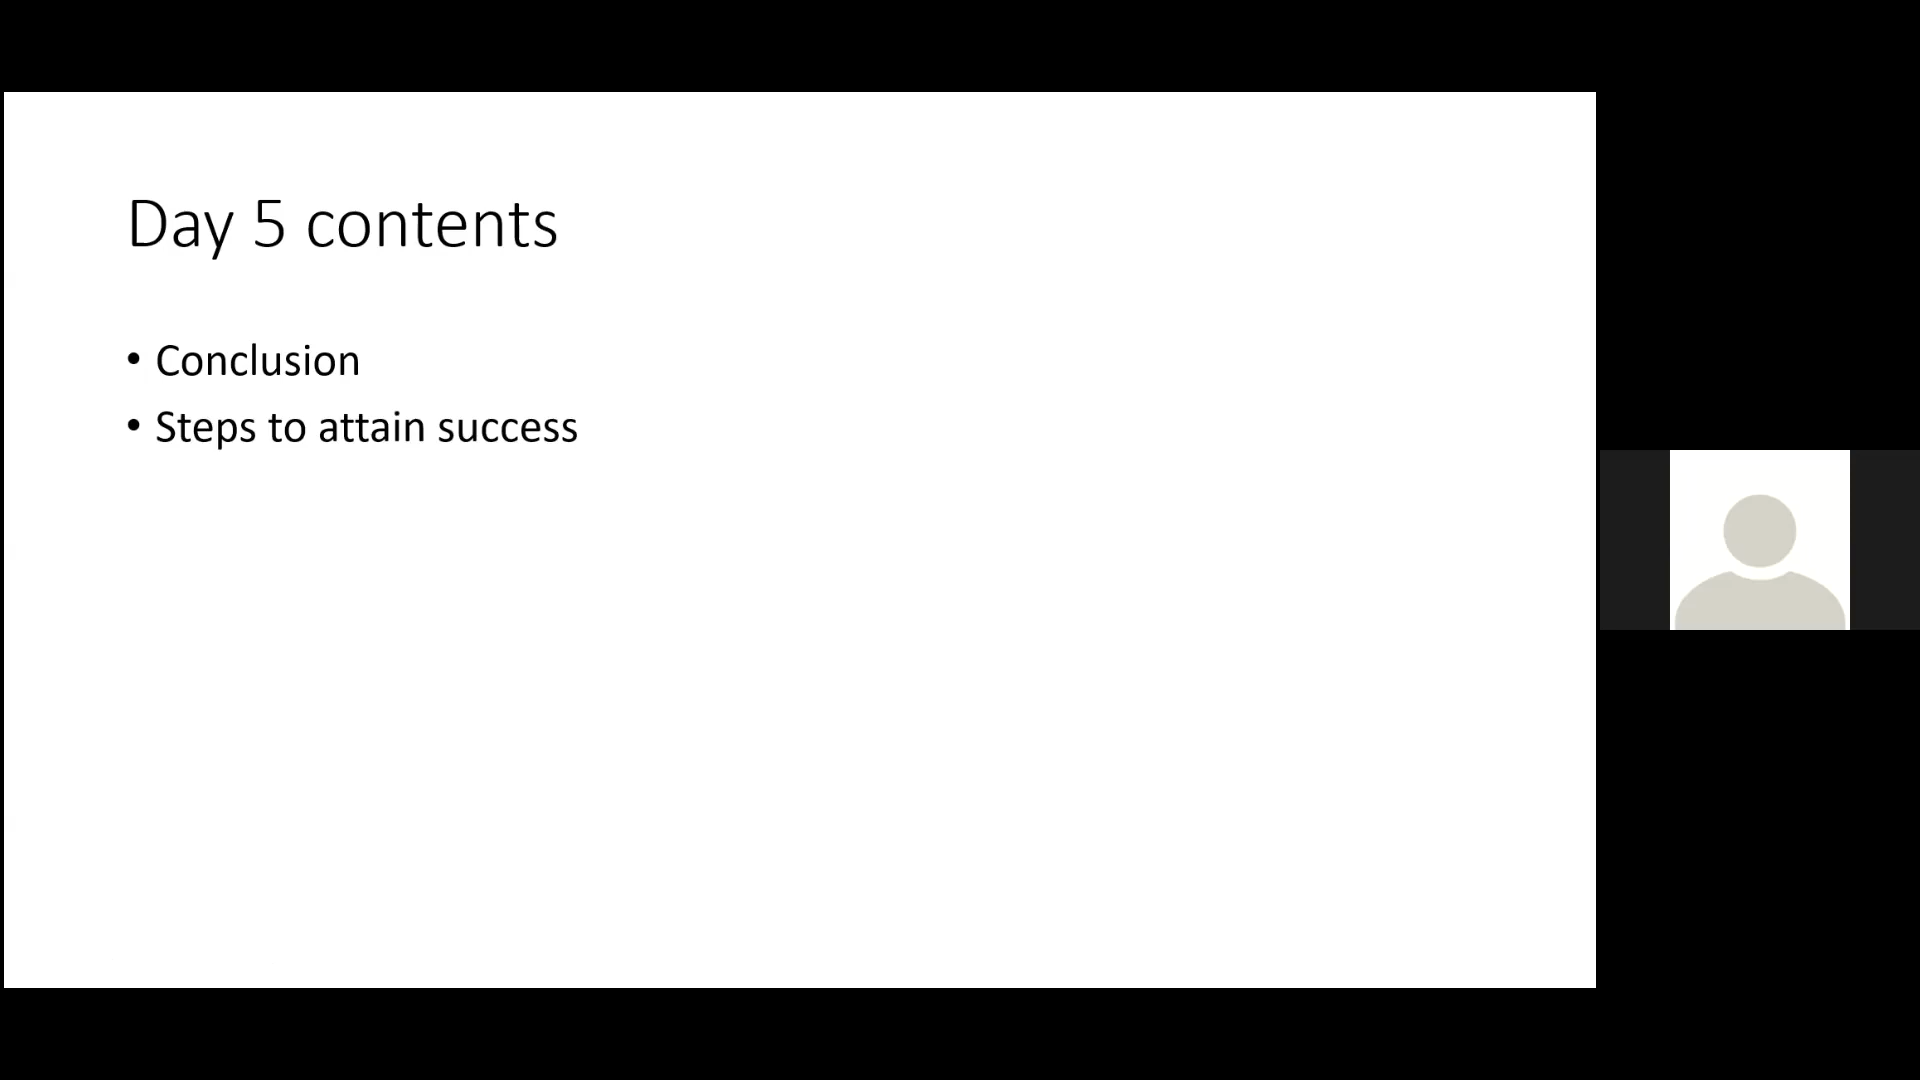 Day 5 contents
• Conclusion
• Steps to attain success